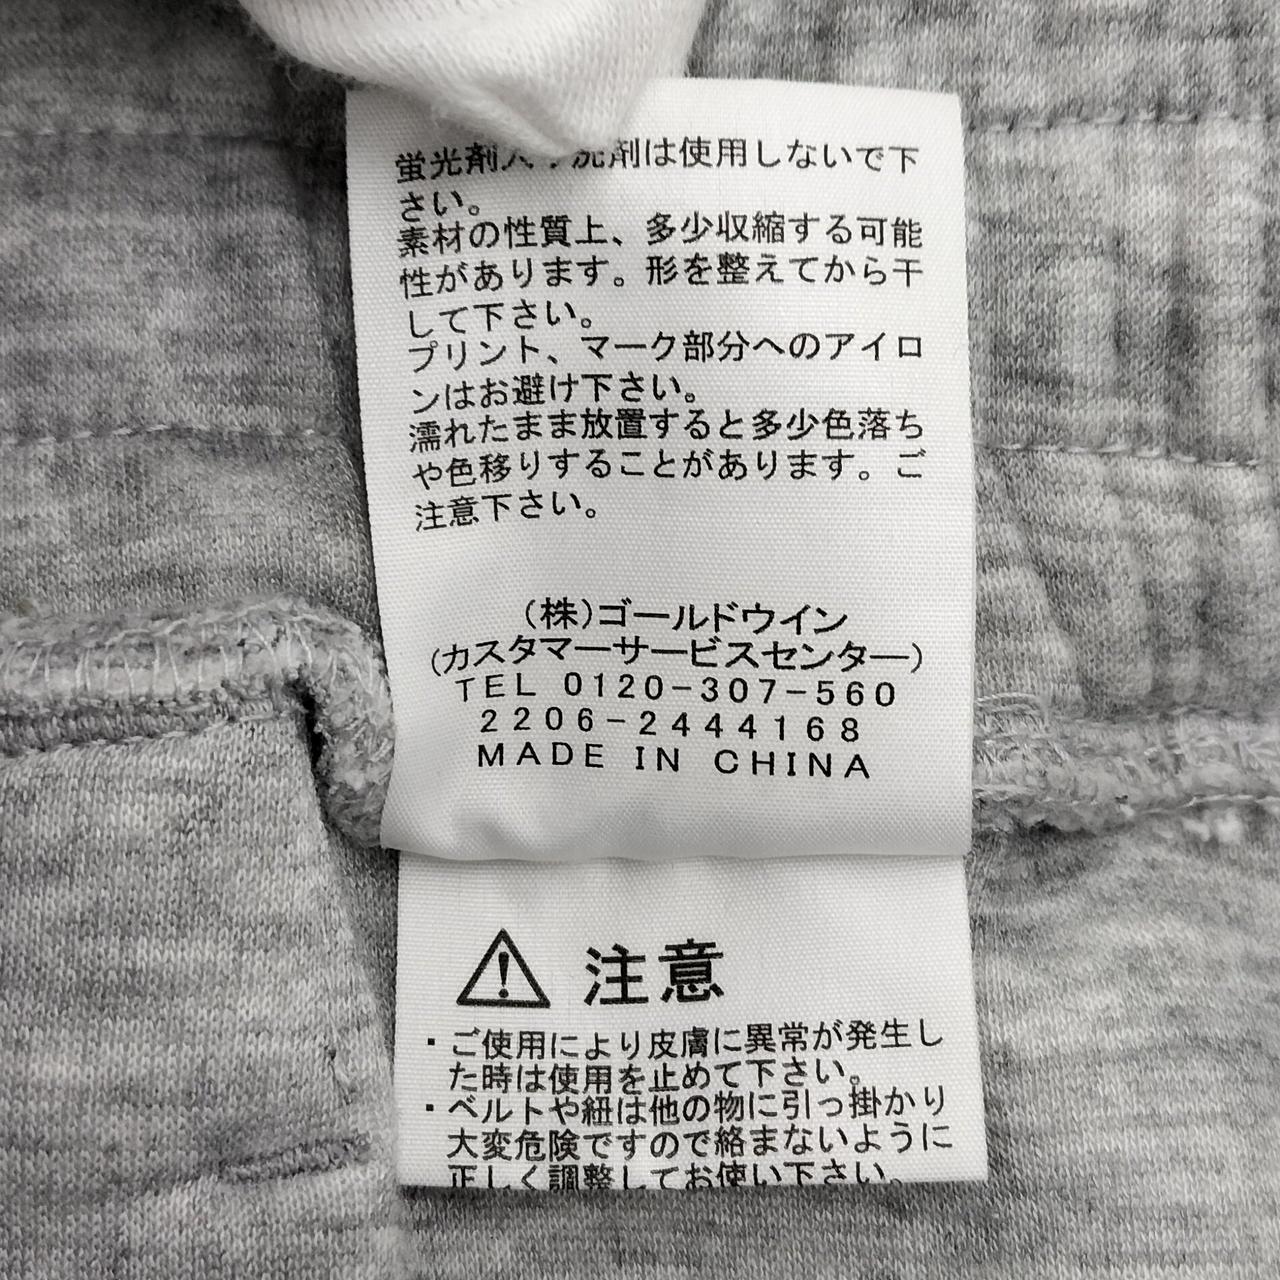 蛍光剤入り洗剤は使用しないで下
さい。
素材の性質上、多少収縮する可能
性があります。形を整えてから干
して下さい。
プリント、マーク部分へのアイロ
ンはお避け下さい。
濡れたまま放置すると多少色落ち
や色移りすることがあります。ご
注意下さい。
(株)ゴールドウイン
(カスタマーサービスセンター)
TEL 0120-307-560
2206-2444168
MADE IN CHINA
注意
・ご使用により皮膚に異常が発生し
た時は使用を止めて下さい。
・ベルトや紐は他の物に引っ掛かり
大変危険ですので絡まないように
正しく調整してお使い下さい。